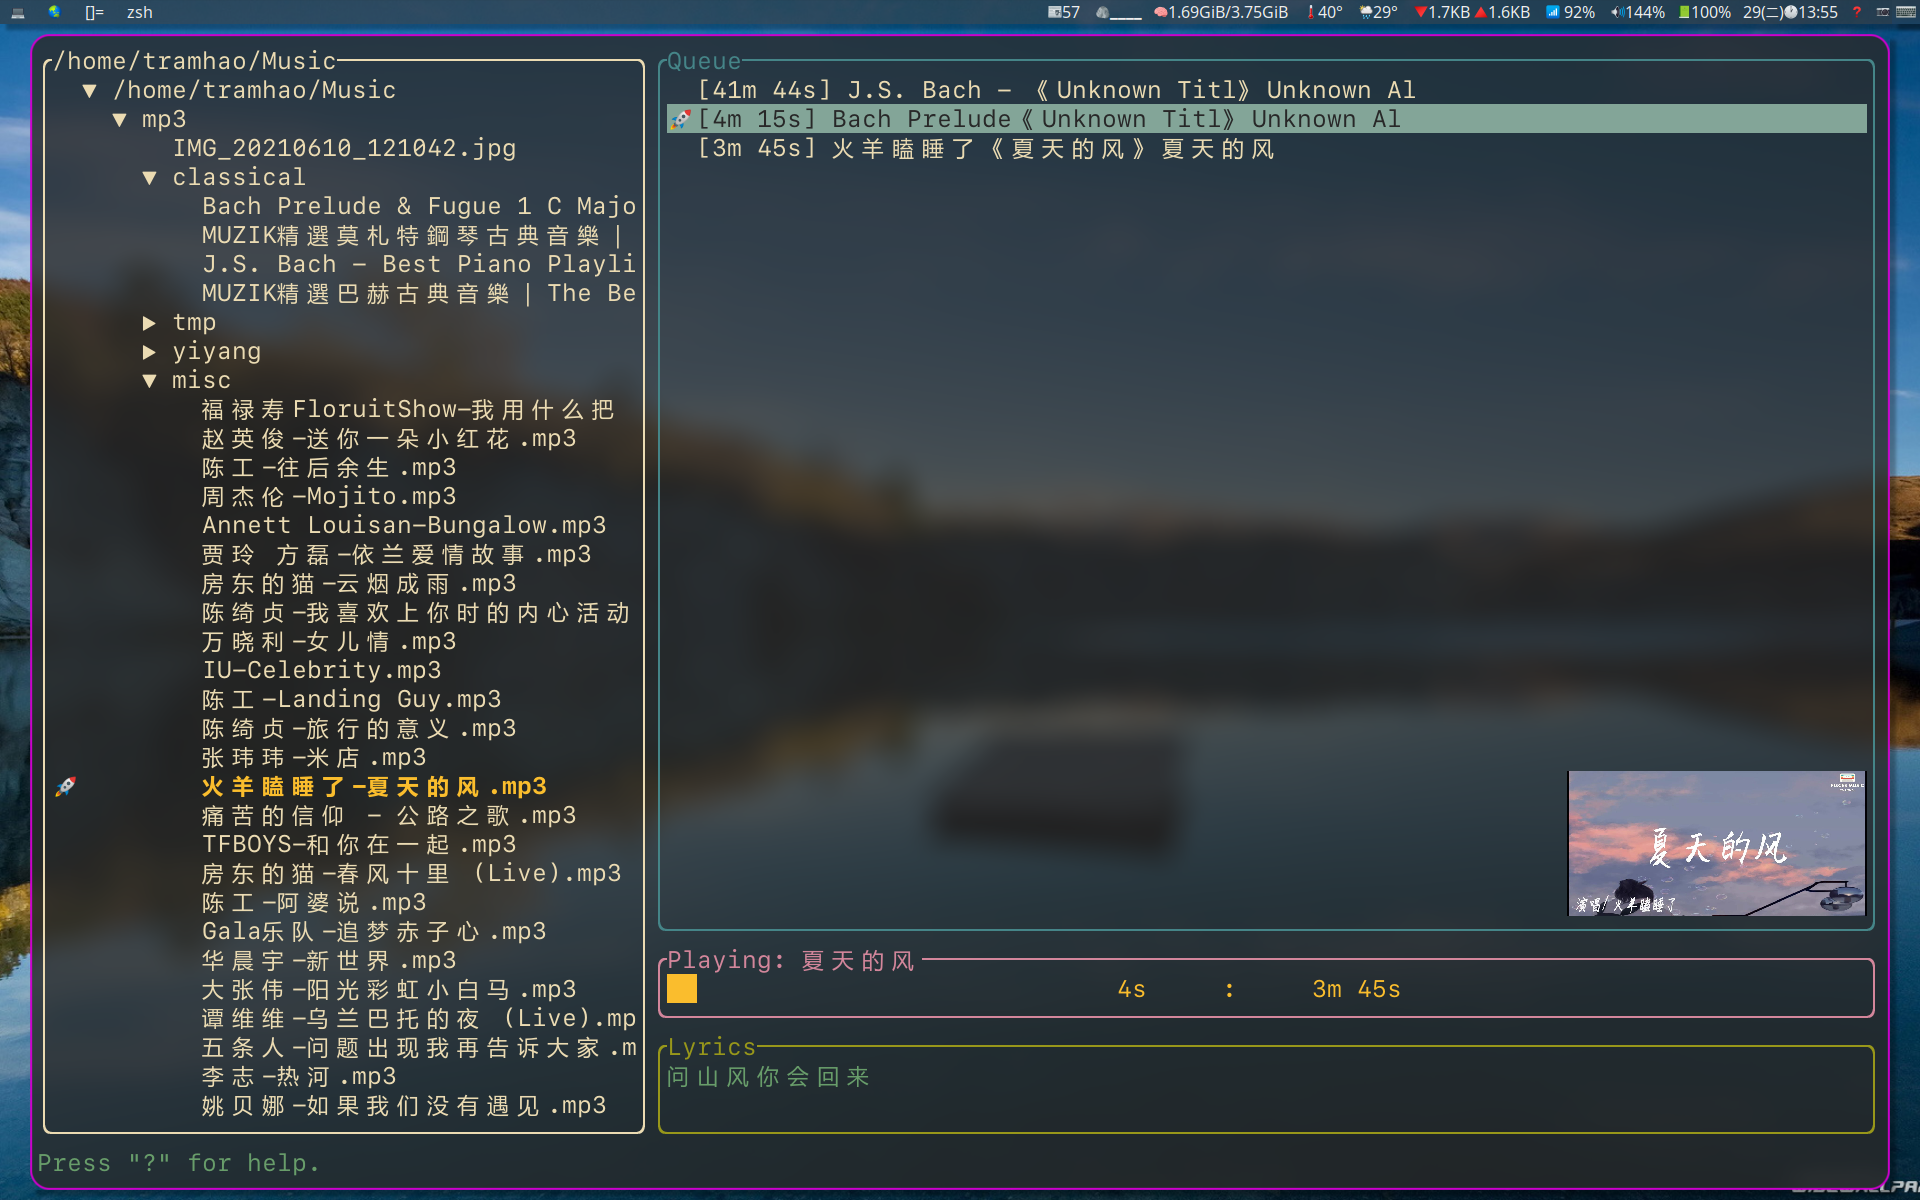 []= zsh 57 1.69GiB/3.75GiB 40° 29° 1.7KB 1.6KB 92% 144% 100% 29(二) 13:55 ?
/home/tramhao/Music
▼ /home/tramhao/Music
▼ mp3
IMG_20210610_121042.jpg
▼ classical
Bach Prelude & Fugue 1 C Majo
MUZIK精選莫札特鋼琴古典音樂 |
J.S. Bach – Best Piano Playli
MUZIK精選巴赫古典音樂 | The Be
▶ tmp
▶ yiyang
▼ misc
福禄寿FloruitShow-我用什么把
赵英俊-送你一朵小红花.mp3
陈工-往后余生.mp3
周杰伦-Mojito.mp3
Annett Louisan-Bungalow.mp3
贾玲 方磊-依兰爱情故事.mp3
房东的猫-云烟成雨.mp3
陈绮贞-我喜欢上你时的内心活动
万晓利-女儿情.mp3
IU-Celebrity.mp3
陈工-Landing Guy.mp3
陈绮贞-旅行的意义.mp3
张玮玮-米店.mp3
火羊瞌睡了-夏天的风.mp3
痛苦的信仰 - 公路之歌.mp3
TFBOYS-和你在一起.mp3
房东的猫-春风十里 (Live).mp3
陈工-阿婆说.mp3
Gala乐队-追梦赤子心.mp3
华晨宇-新世界.mp3
大张伟-阳光彩虹小白马.mp3
谭维维-乌兰巴托的夜 (Live).mp
五条人-问题出现我再告诉大家.m
李志-热河.mp3
姚贝娜-如果我们没有遇见.mp3
Queue
[41m 44s] J.S. Bach – 《Unknown Titl》Unknown Al
[4m 15s] Bach Prelude《Unknown Titl》Unknown Al
[3m 45s] 火羊瞌睡了《夏天的风》夏天的风
夏天的风
演唱/火羊瞌睡了
Playing: 夏天的风
4s : 3m 45s
Lyrics
问山风你会回来
Press "?" for help.